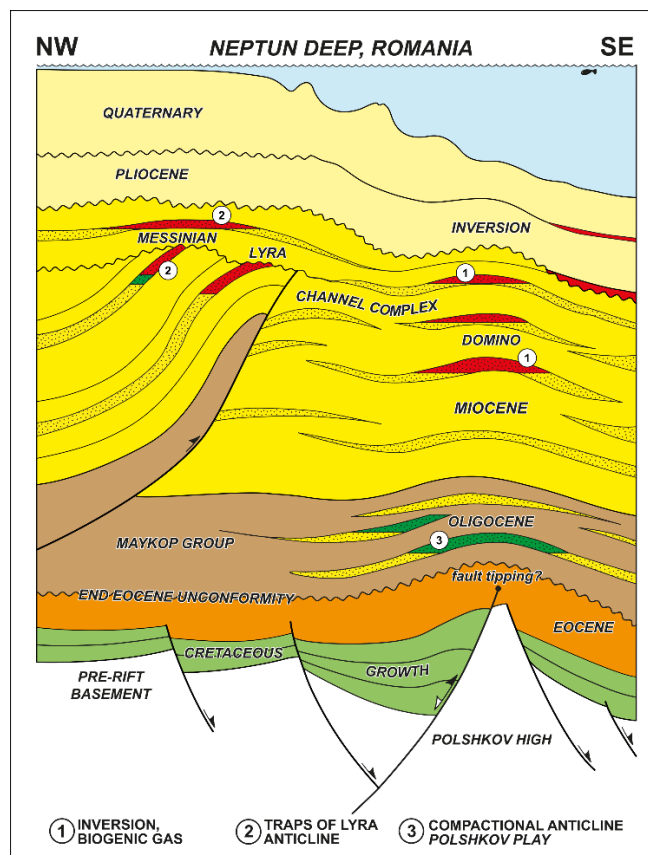 NW NEPTUN DEEP, ROMANIA SE
QUATERNARY
PLIOCENE
INVERSION
2
MESSINIAN
LYRA
2
1
CHANNEL COMPLEX
DOMINO
1
MIOCENE
OLIGOCENE
MAYKOP GROUP
3
fault tipping?
END EOCENE UNCONFORMITY
EOCENE
CRETACEOUS
GROWTH
PRE-RIFT
BASEMENT
POLSHKOV HIGH
1 INVERSION,
BIOGENIC GAS
2 TRAPS OF LYRA
ANTICLINE
3 COMPACTIONAL ANTICLINE
POLSHKOV PLAY